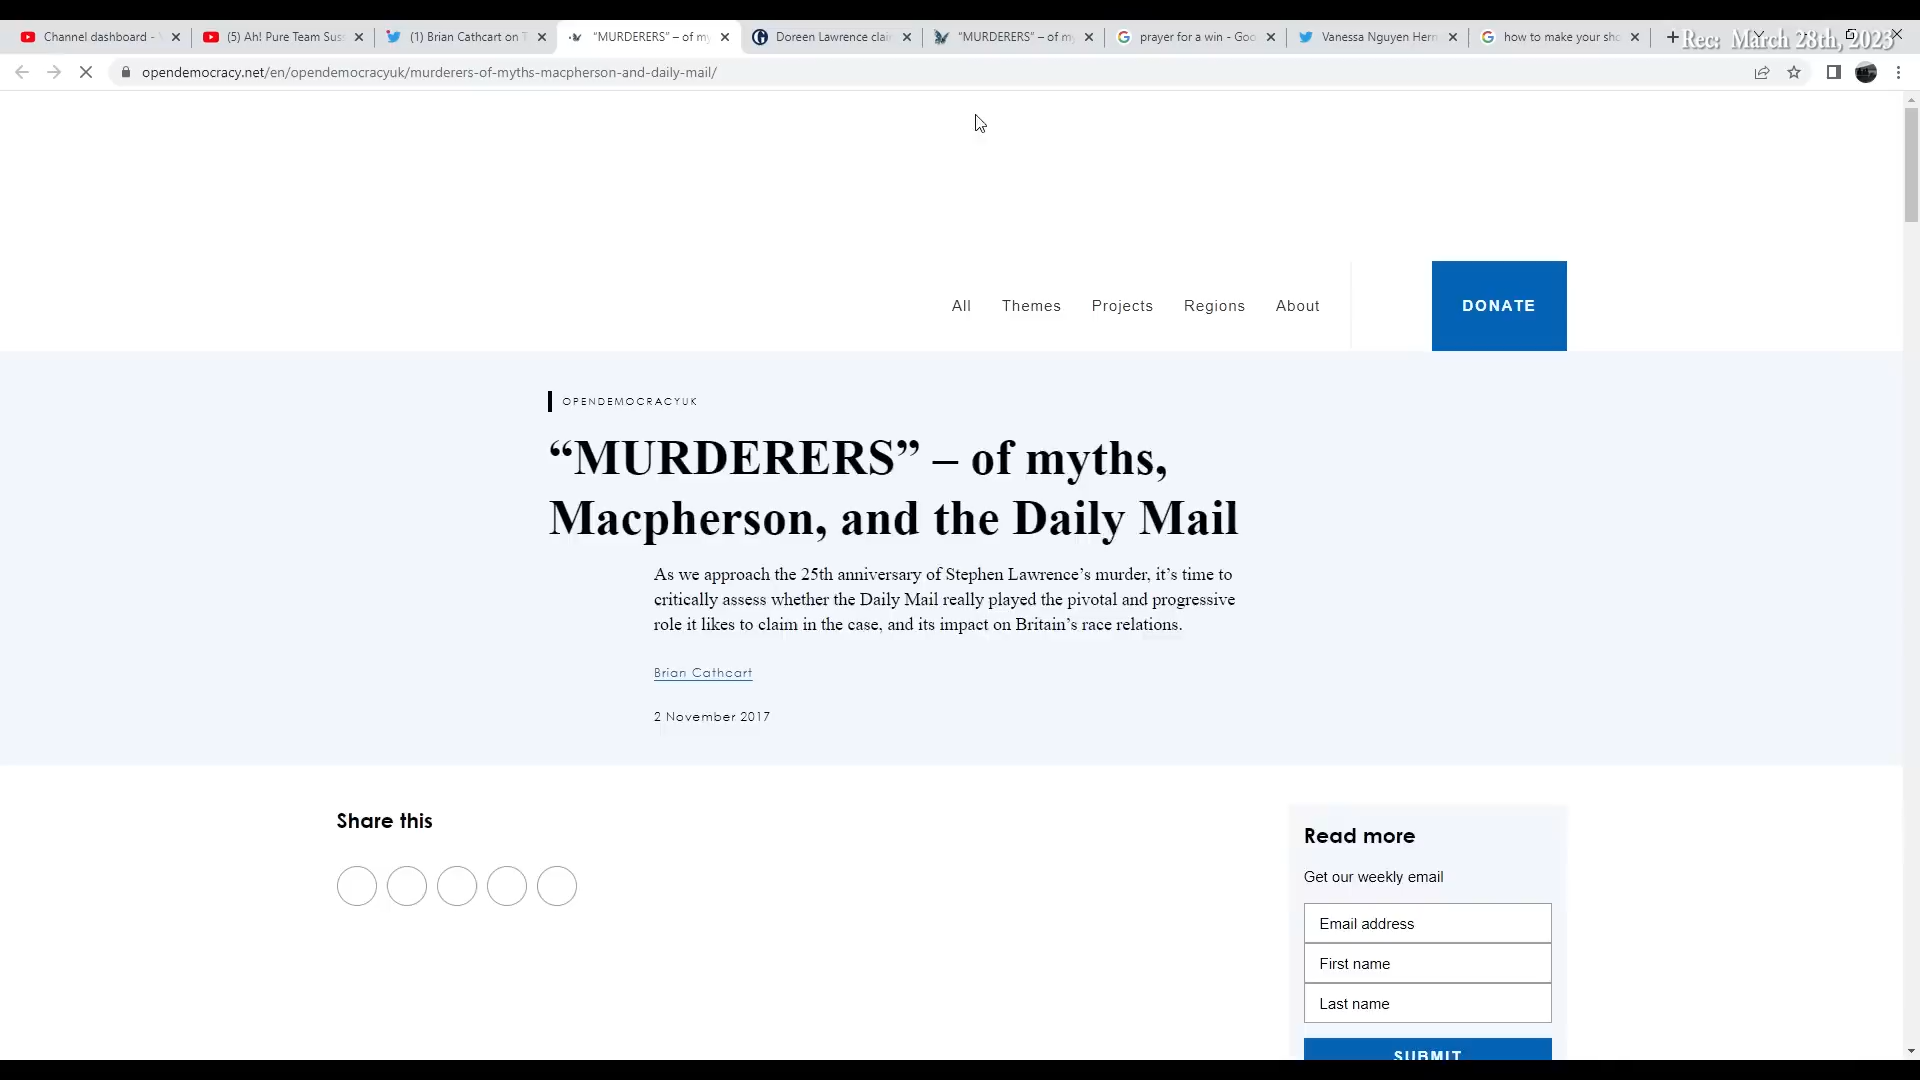 Channel dashboard -
(5) Ah! Pure Team Sus
(1) Brian Cathcart on T
“MURDERERS” – of my
Doreen Lawrence clai
“MURDERERS” – of my
prayer for a win - Goo
Vanessa Nguyen Hern
how to make your sho
Rec: March 28th, 2023
opendemocracy.net/en/opendemocracyuk/murderers-of-myths-macpherson-and-daily-mail/
All
Themes
Projects
Regions
About
DONATE
OPENDEMOCRACYUK
“MURDERERS” – of myths,
Macpherson, and the Daily Mail
As we approach the 25th anniversary of Stephen Lawrence’s murder, it’s time to
critically assess whether the Daily Mail really played the pivotal and progressive
role it likes to claim in the case, and its impact on Britain’s race relations.
Brian Cathcart
2 November 2017
Share this
Read more
Get our weekly email
Email address
First name
Last name
SUBMIT